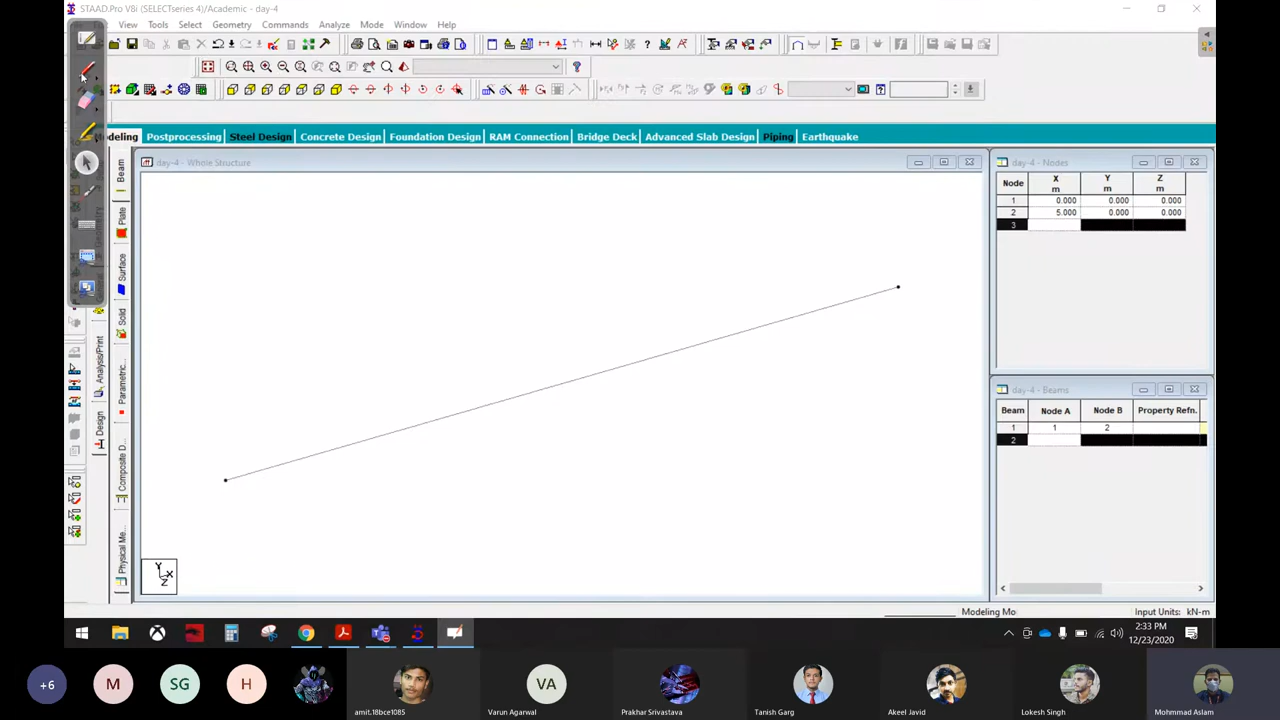 STAAD.Pro V8i (SELECTseries 4)/Academic - day-4
View Tools Select Geometry Commands Analyze Mode Window Help
Modeling Postprocessing Steel Design Concrete Design Foundation Design RAM Connection Bridge Deck Advanced Slab Design Piping Earthquake
day-4 - Whole Structure
Beam
Plate
Surface
Solid
Parametric...
Composite D...
Physical Me...
Analysis/Print
Design
Y
X
Z
day-4 - Nodes
Node X m Y m Z m
1 0.000 0.000 0.000
2 5.000 0.000 0.000
3
day-4 - Beams
Beam Node A Node B Property Refn.
1 1 2
2
Modeling Mo Input Units: kN-m
2:33 PM
12/23/2020
+6 M SG H VA
amit.18bce1085 Varun Agarwal Prakhar Srivastava Tanish Garg Akeel Javid Lokesh Singh Mohmmad Aslam